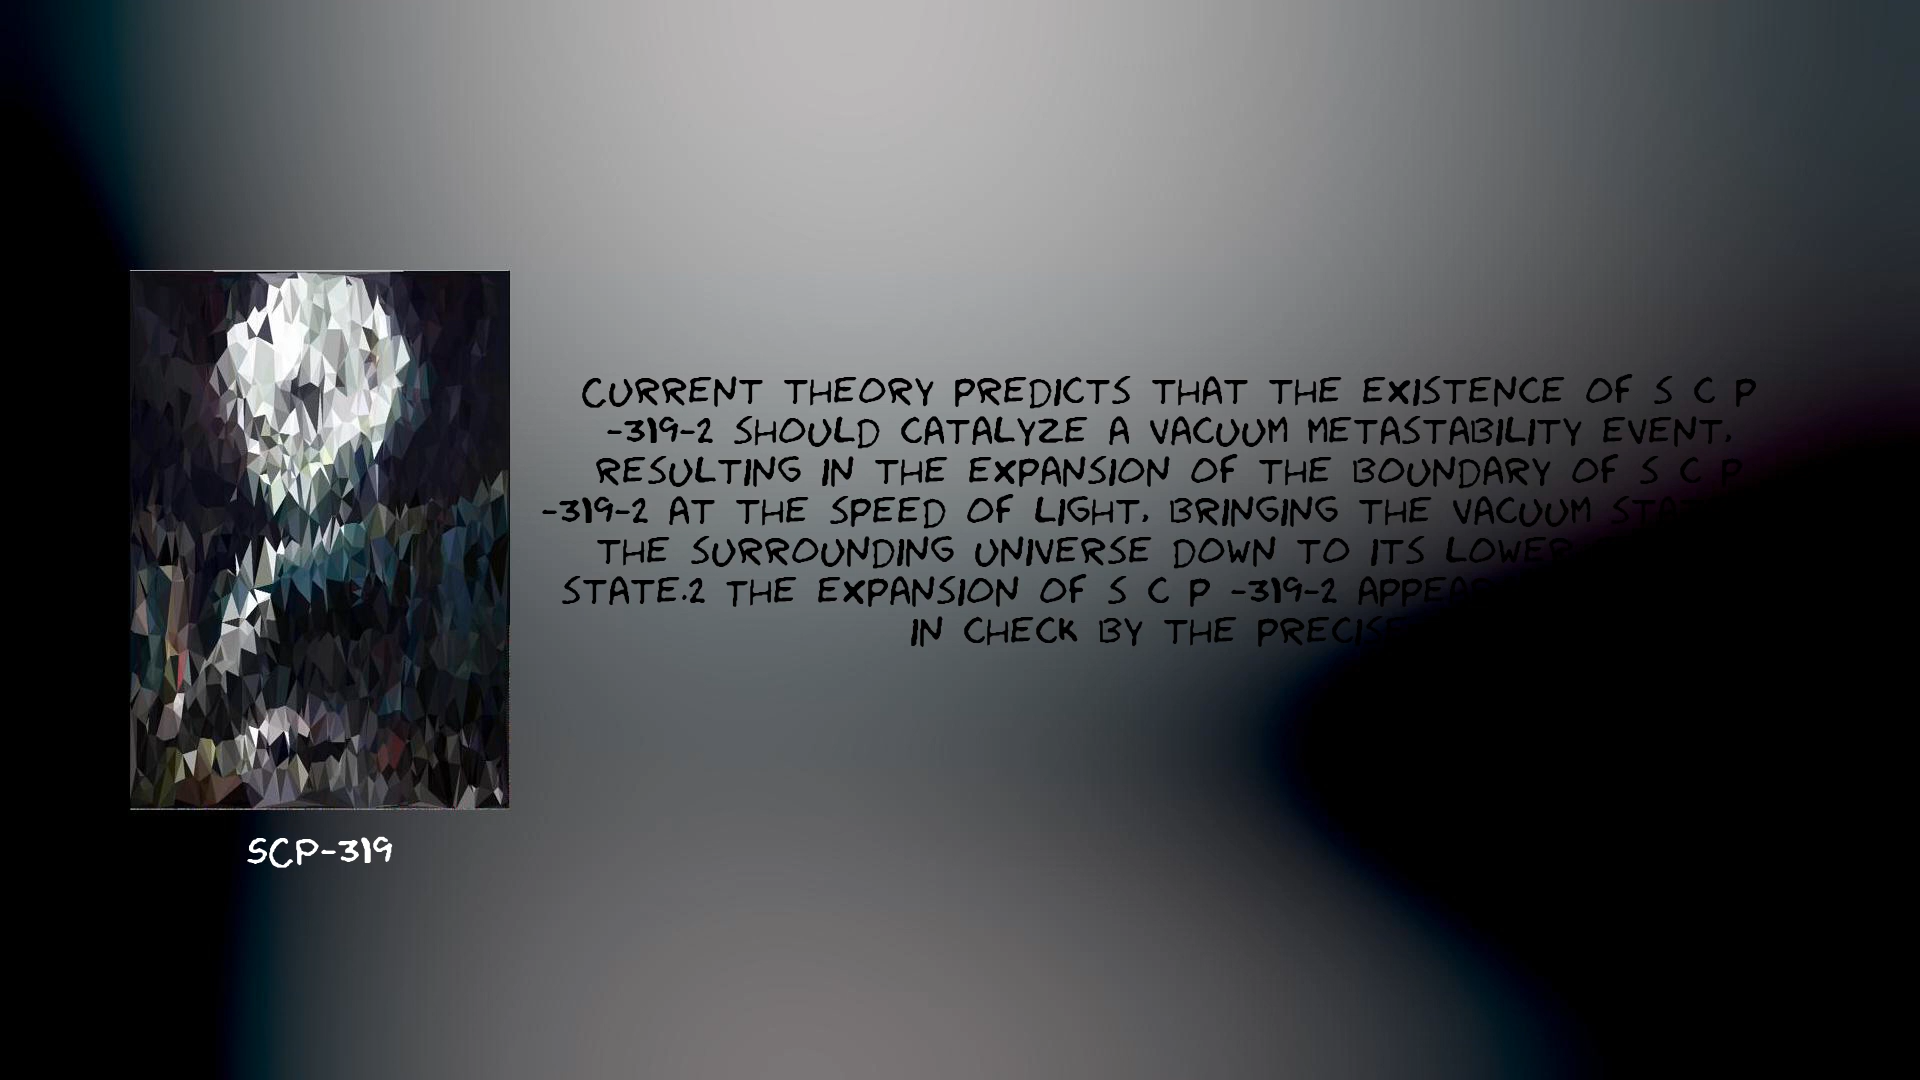 CURRENT THEORY PREDICTS THAT THE EXISTENCE OF S C P
-319-2 SHOULD CATALYZE A VACUUM METASTABILITY EVENT,
RESULTING IN THE EXPANSION OF THE BOUNDARY OF S C P
-319-2 AT THE SPEED OF LIGHT, BRINGING THE VACUUM
THE SURROUNDING UNIVERSE DOWN TO ITS
STATE.2 THE EXPANSION OF S C P -319-2
IN CHECK BY THE
SCP-319